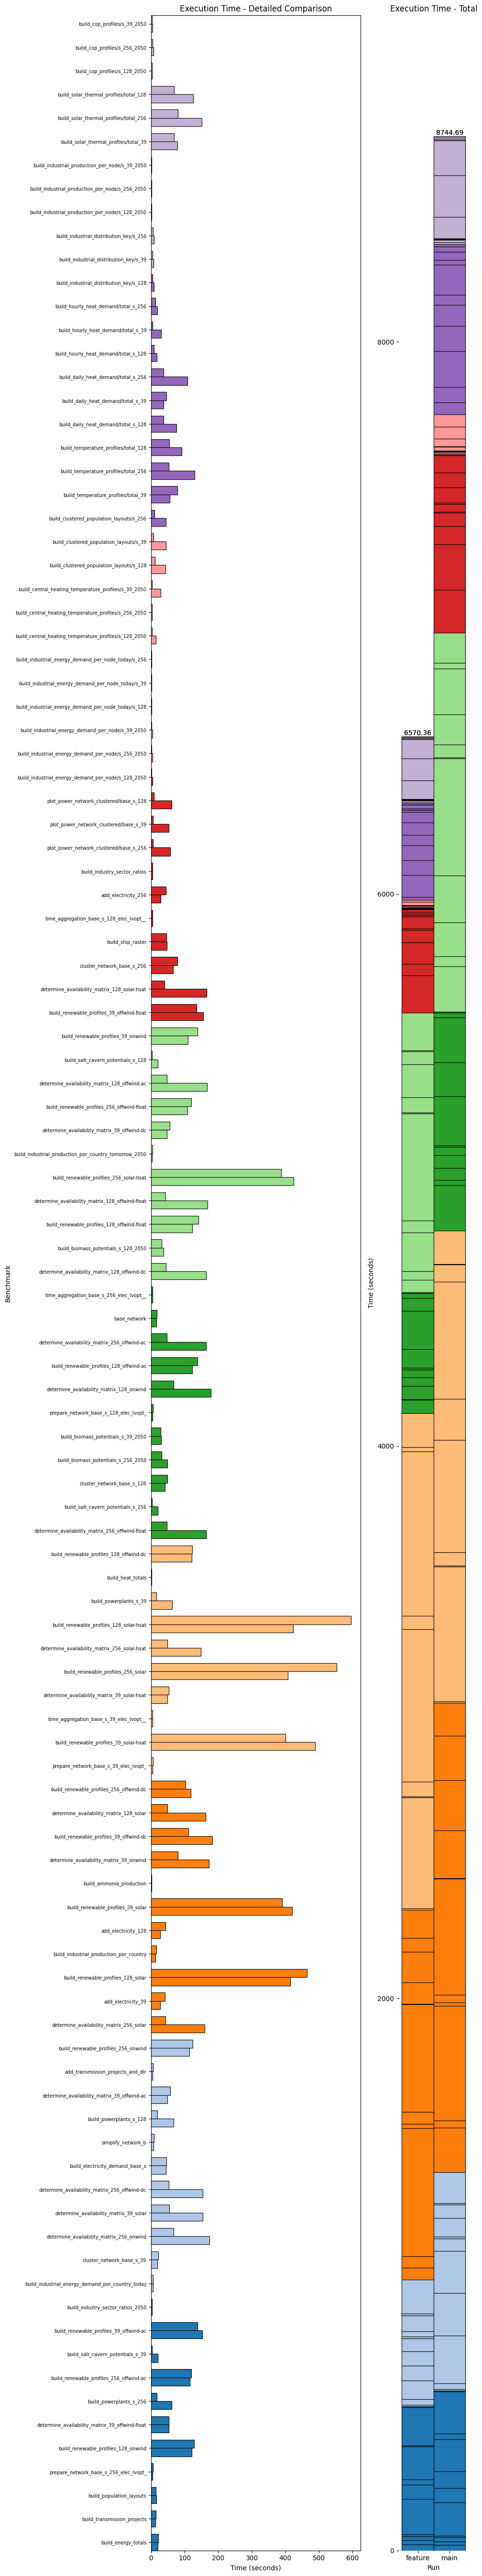 Execution Time - Detailed Comparison
Execution Time - Total
build_cop_profiles/s_39_2050
build_cop_profiles/s_256_2050
build_cop_profiles/s_128_2050
build_solar_thermal_profiles/total_128
build_solar_thermal_profiles/total_256
build_solar_thermal_profiles/total_39
build_industrial_production_per_node/s_39_2050
build_industrial_production_per_node/s_256_2050
build_industrial_production_per_node/s_128_2050
build_industrial_distribution_key/s_256
build_industrial_distribution_key/s_39
build_industrial_distribution_key/s_128
build_hourly_heat_demand/total_s_256
build_hourly_heat_demand/total_s_39
build_hourly_heat_demand/total_s_128
build_daily_heat_demand/total_s_256
build_daily_heat_demand/total_s_39
build_daily_heat_demand/total_s_128
build_temperature_profiles/total_128
build_temperature_profiles/total_256
build_temperature_profiles/total_39
build_clustered_population_layouts/s_256
build_clustered_population_layouts/s_39
build_clustered_population_layouts/s_128
build_central_heating_temperature_profiles/s_39_2050
build_central_heating_temperature_profiles/s_256_2050
build_central_heating_temperature_profiles/s_128_2050
build_industrial_energy_demand_per_node_today/s_256
build_industrial_energy_demand_per_node_today/s_39
build_industrial_energy_demand_per_node_today/s_128
build_industrial_energy_demand_per_node/s_39_2050
build_industrial_energy_demand_per_node/s_256_2050
build_industrial_energy_demand_per_node/s_128_2050
plot_power_network_clustered/base_s_128
plot_power_network_clustered/base_s_39
plot_power_network_clustered/base_s_256
build_industry_sector_ratios
add_electricity_256
time_aggregation_base_s_128_elec_lvopt__
build_ship_raster
cluster_network_base_s_256
determine_availability_matrix_128_solar-hsat
build_renewable_profiles_39_offwind-float
build_renewable_profiles_39_onwind
build_salt_cavern_potentials_s_128
determine_availability_matrix_128_offwind-ac
build_renewable_profiles_256_offwind-float
determine_availability_matrix_39_offwind-dc
build_industrial_production_per_country_tomorrow_2050
build_renewable_profiles_256_solar-hsat
determine_availability_matrix_128_offwind-float
build_renewable_profiles_128_offwind-float
build_biomass_potentials_s_128_2050
determine_availability_matrix_128_offwind-dc
time_aggregation_base_s_256_elec_lvopt__
base_network
determine_availability_matrix_256_offwind-ac
build_renewable_profiles_128_offwind-ac
determine_availability_matrix_128_onwind
prepare_network_base_s_128_elec_lvopt_
build_biomass_potentials_s_39_2050
build_biomass_potentials_s_256_2050
cluster_network_base_s_128
build_salt_cavern_potentials_s_256
determine_availability_matrix_256_offwind-float
build_renewable_profiles_128_offwind-dc
build_heat_totals
build_powerplants_s_39
build_renewable_profiles_128_solar-hsat
determine_availability_matrix_256_solar-hsat
build_renewable_profiles_256_solar
determine_availability_matrix_39_solar-hsat
time_aggregation_base_s_39_elec_lvopt__
build_renewable_profiles_39_solar-hsat
prepare_network_base_s_39_elec_lvopt_
build_renewable_profiles_256_offwind-dc
determine_availability_matrix_128_solar
build_renewable_profiles_39_offwind-dc
determine_availability_matrix_39_onwind
build_ammonia_production
build_renewable_profiles_39_solar
add_electricity_128
build_industrial_production_per_country
build_renewable_profiles_128_solar
add_electricity_39
determine_availability_matrix_256_solar
build_renewable_profiles_256_onwind
add_transmission_projects_and_dlr
determine_availability_matrix_39_offwind-ac
build_powerplants_s_128
simplify_network_b
build_electricity_demand_base_s
determine_availability_matrix_256_offwind-dc
determine_availability_matrix_39_solar
determine_availability_matrix_256_onwind
cluster_network_base_s_39
build_industrial_energy_demand_per_country_today
build_industry_sector_ratios_2050
build_renewable_profiles_39_offwind-ac
build_salt_cavern_potentials_s_39
build_renewable_profiles_256_offwind-ac
build_powerplants_s_256
determine_availability_matrix_39_offwind-float
build_renewable_profiles_128_onwind
prepare_network_base_s_256_elec_lvopt_
build_population_layouts
build_transmission_projects
build_energy_totals
Benchmark
0 100 200 300 400 500 600
Time (seconds)
8744.69
6570.36
8000
6000
4000
2000
0
Time (seconds)
feature main
Run